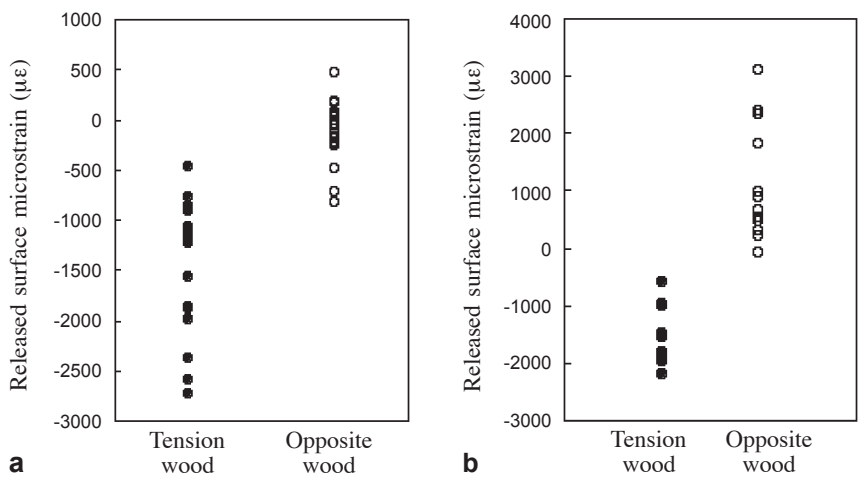 Released surface microstrain (με)
1000
500
0
-500
-1000
-1500
-2000
-2500
-3000
Tension wood
Opposite wood
a
Released surface microstrain (με)
4000
3000
2000
1000
0
-1000
-2000
-3000
Tension wood
Opposite wood
b